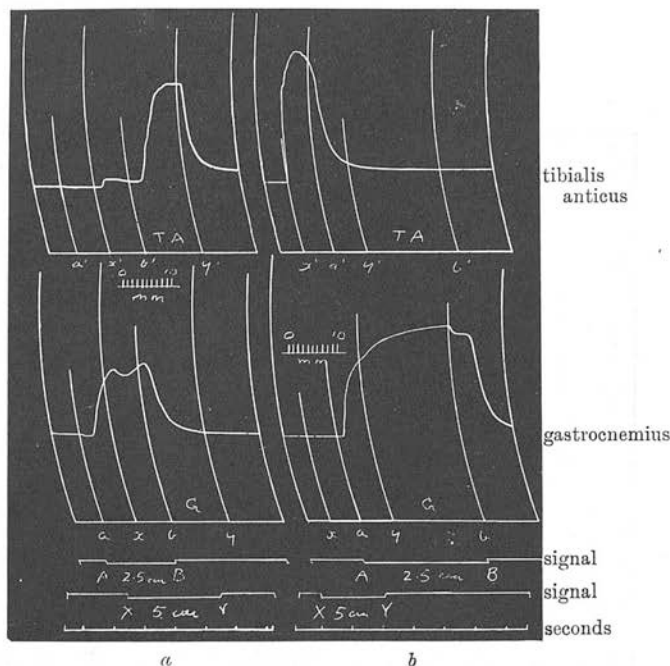 tibialis
anticus
TA TA
a' x' b' y' x' a' y' b'
0 10
mm
0 10
mm
gastrocnemius
G G
a x b y x a y b
signal
A 2.5 cm B A 2.5 cm B
signal
X 5 cm Y X 5 cm Y
seconds
a b